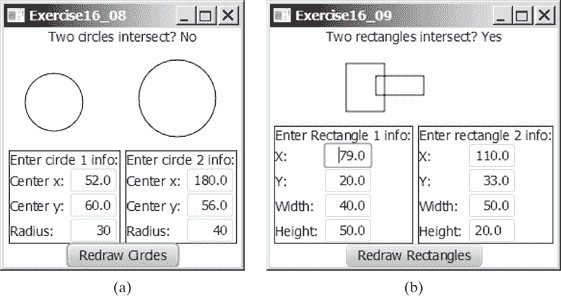 Exercise16_08
Two circles intersect? No
Enter circle 1 info:
Center x: 52.0
Center y: 60.0
Radius: 30
Enter circle 2 info:
Center x: 180.0
Center y: 56.0
Radius: 40
Redraw Circles
(a)
Exercise16_09
Two rectangles intersect? Yes
Enter Rectangle 1 info:
X: 79.0
Y: 20.0
Width: 40.0
Height: 50.0
Enter rectangle 2 info:
X: 110.0
Y: 33.0
Width: 50.0
Height: 20.0
Redraw Rectangles
(b)